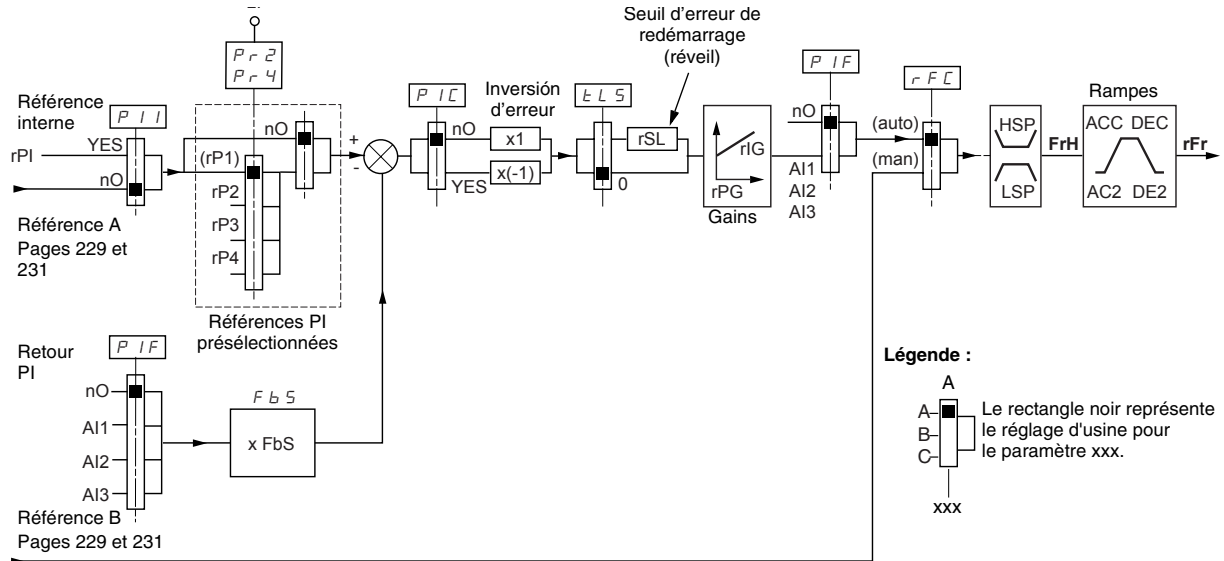 Pr2
Pr4
Référence
interne
PII
YES
rPI
nO
Référence A
Pages 229 et
231
nO
(rP1)
rP2
rP3
rP4
Références PI
présélectionnées
+
-
PIC
Inversión
d'erreur
nO
x1
YES
x(-1)
tLS
0
Seuil d'erreur de
redémarrage
(réveil)
rSL
rIG
rPG
Gains
PIF
nO
AI1
AI2
AI3
rFC
(auto)
(man)
HSP
LSP
FrH
Rampes
ACC DEC
AC2 DE2
rFr
Retour
PI
PIF
nO
AI1
AI2
AI3
FbS
x FbS
Référence B
Pages 229 et 231
Légende :
A
A
B
C
xxx
Le rectangle noir représente
le réglage d'usine pour
le paramètre xxx.